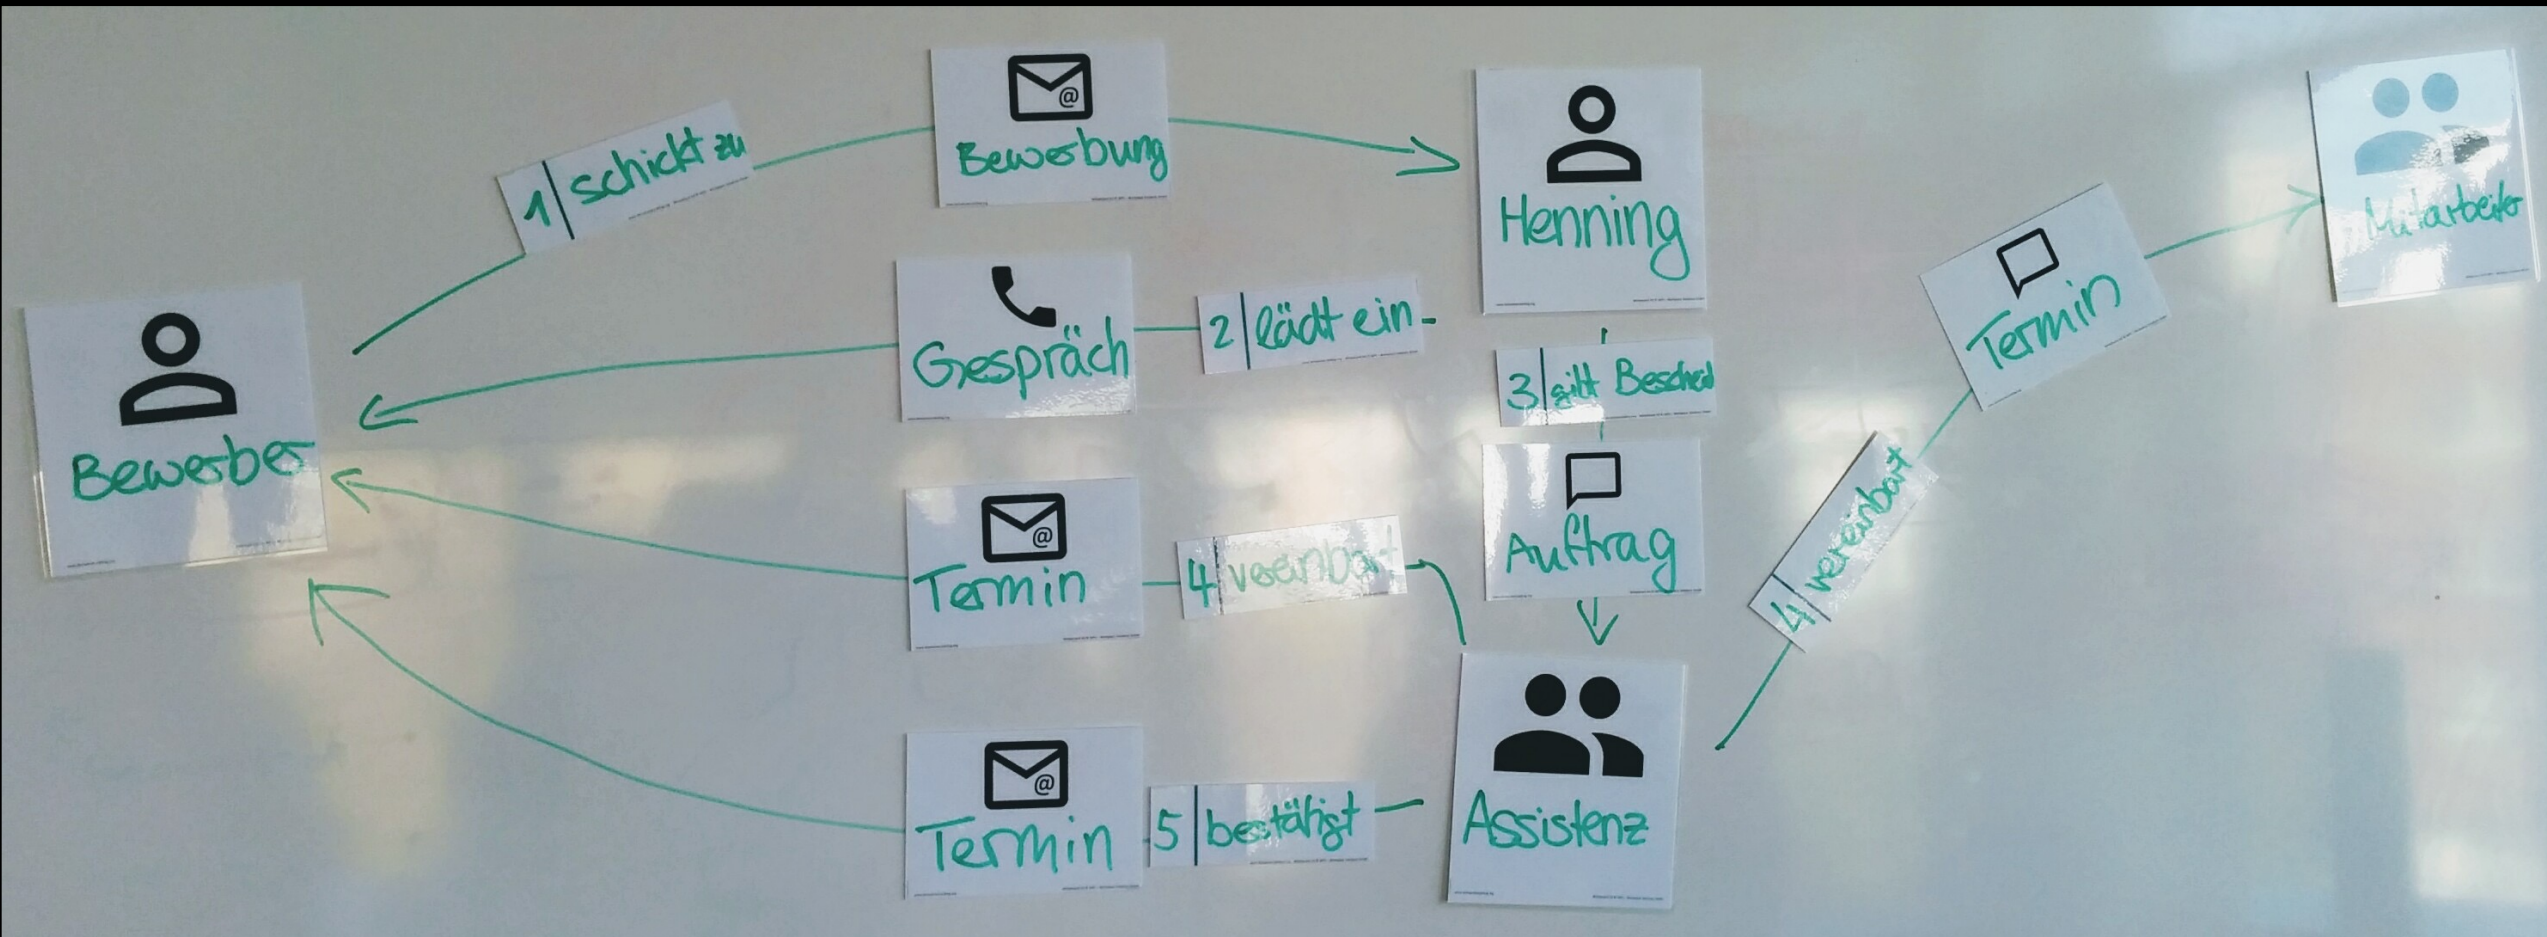 1 schickt zu
@
Bewerbung
Henning
Mitarbeiter
Bewerber
Gespräch
2 lädt ein
3 gibt Bescheid
Termin
@
Termin
4 vereinbart
Auftrag
4 vereinbart
@
Termin
5 bestätigt
Assistenz